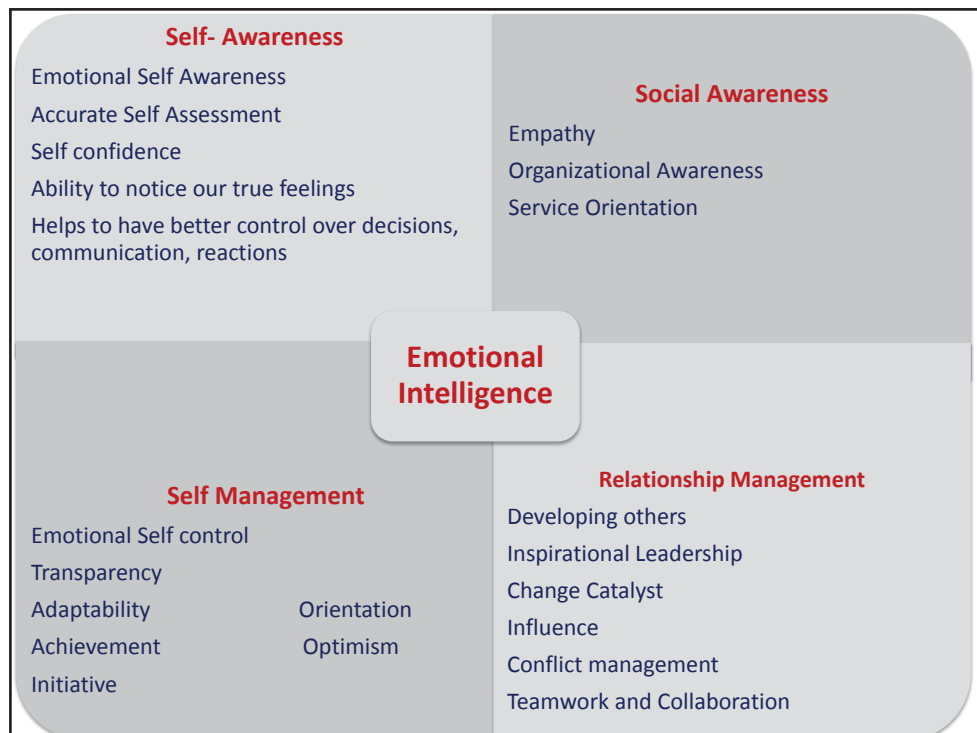 Self- Awareness
Emotional Self Awareness
Accurate Self Assessment
Self confidence
Ability to notice our true feelings
Helps to have better control over decisions,
communication, reactions
Social Awareness
Empathy
Organizational Awareness
Service Orientation
Emotional
Intelligence
Self Management
Emotional Self control
Transparency
Adaptability Orientation
Achievement Optimism
Initiative
Relationship Management
Developing others
Inspirational Leadership
Change Catalyst
Influence
Conflict management
Teamwork and Collaboration